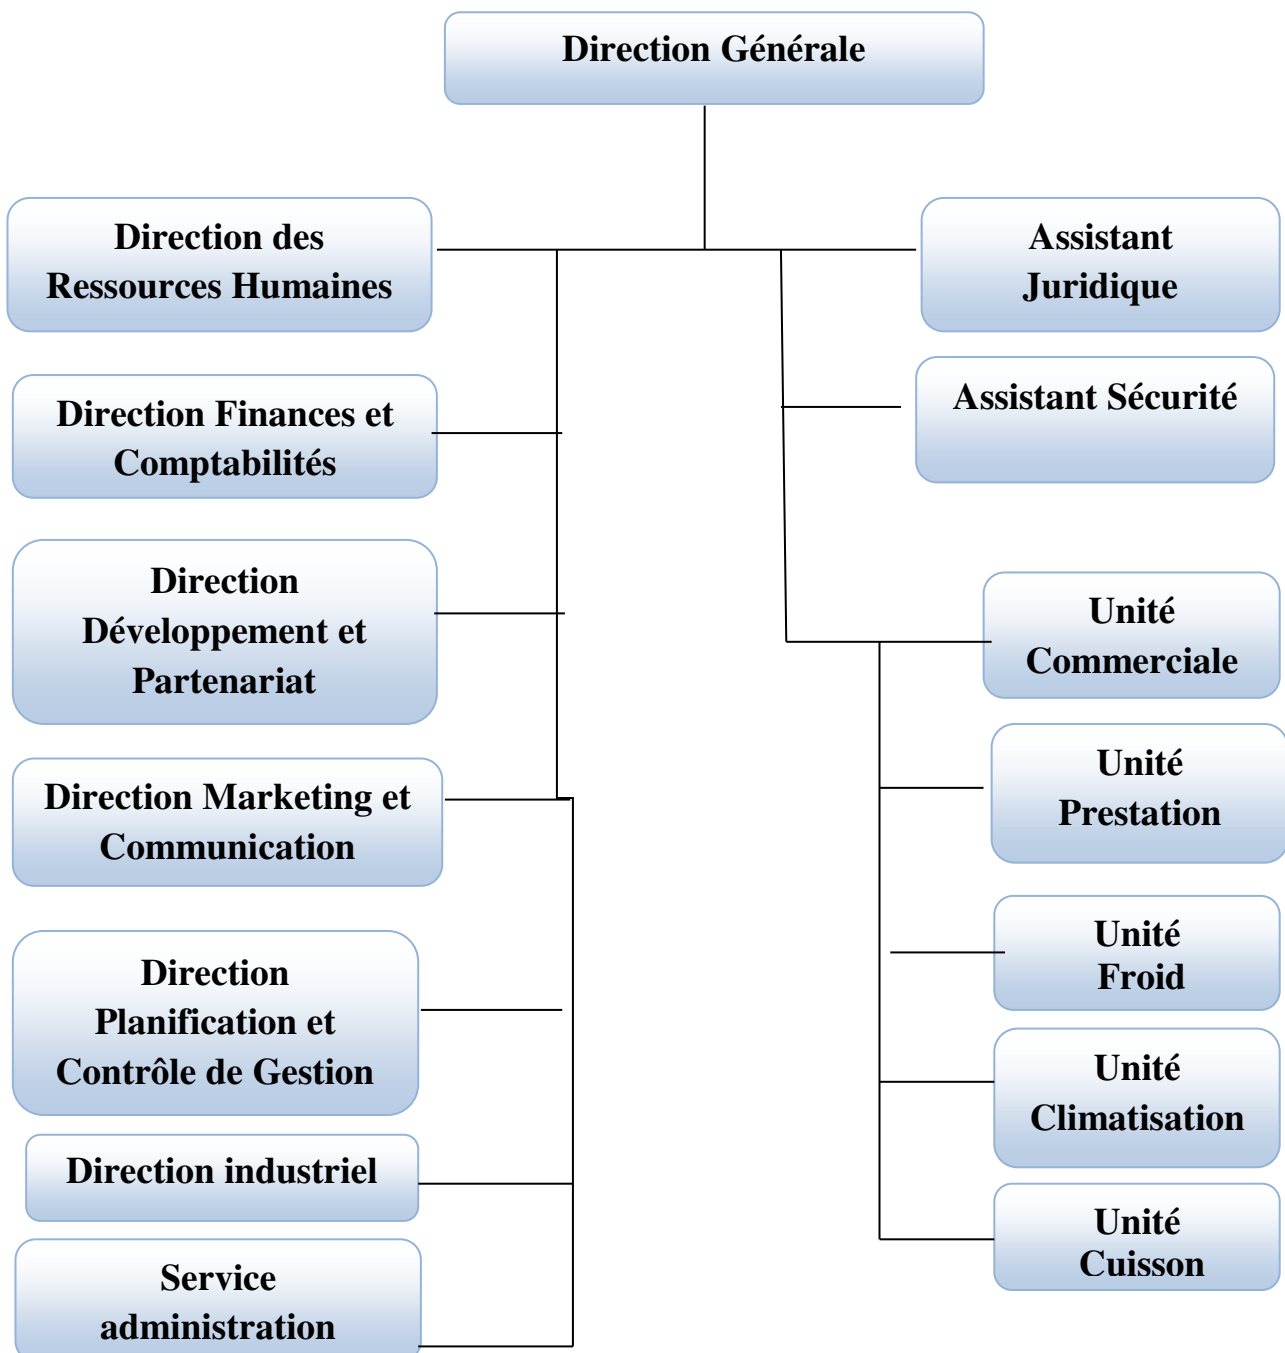 Direction Générale
Direction des
Ressources Humaines
Direction Finances et
Comptabilités
Direction
Développement et
Partenariat
Direction Marketing et
Communication
Direction
Planification et
Contrôle de Gestion
Direction industriel
Service
administration
Assistant
Juridique
Assistant Sécurité
Unité
Commerciale
Unité
Prestation
Unité
Froid
Unité
Climatisation
Unité
Cuisson